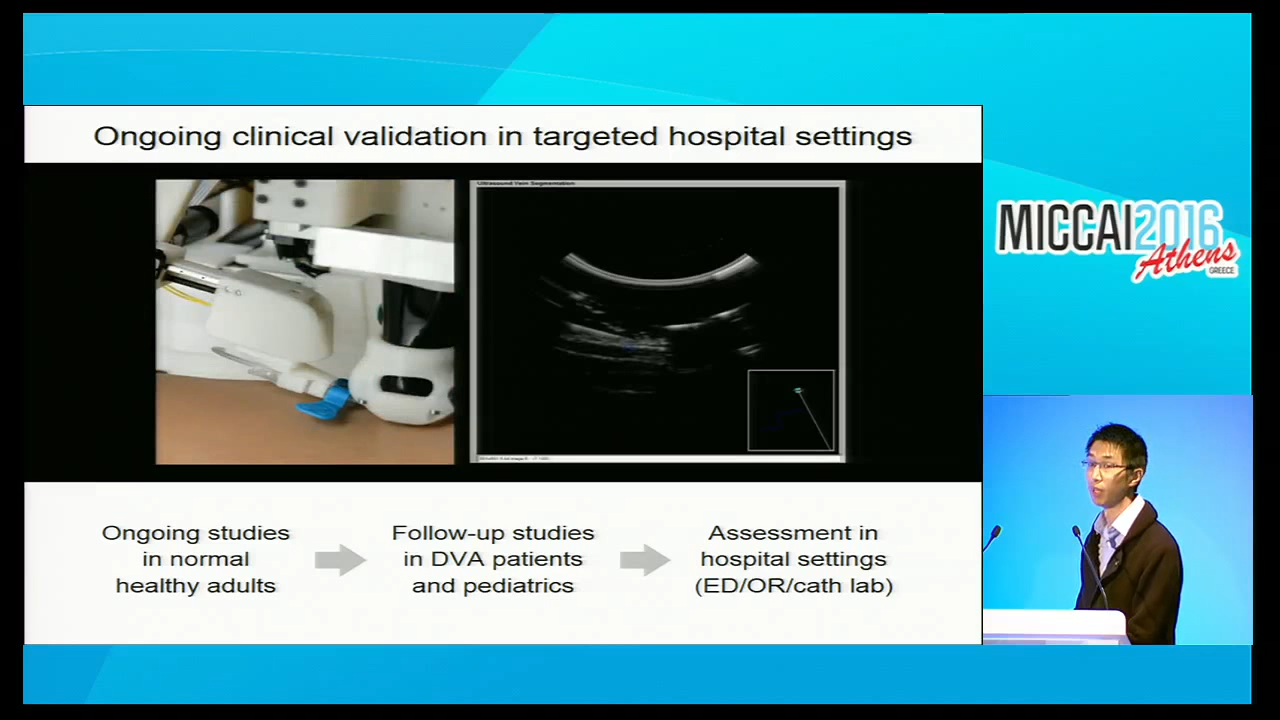 Ongoing clinical validation in targeted hospital settings
Ultrasound Vein Segmentation
MICCAI2016
Athens
GREECE
Ongoing studies
in normal
healthy adults
Follow-up studies
in DVA patients
and pediatrics
Assessment in
hospital settings
(ED/OR/cath lab)